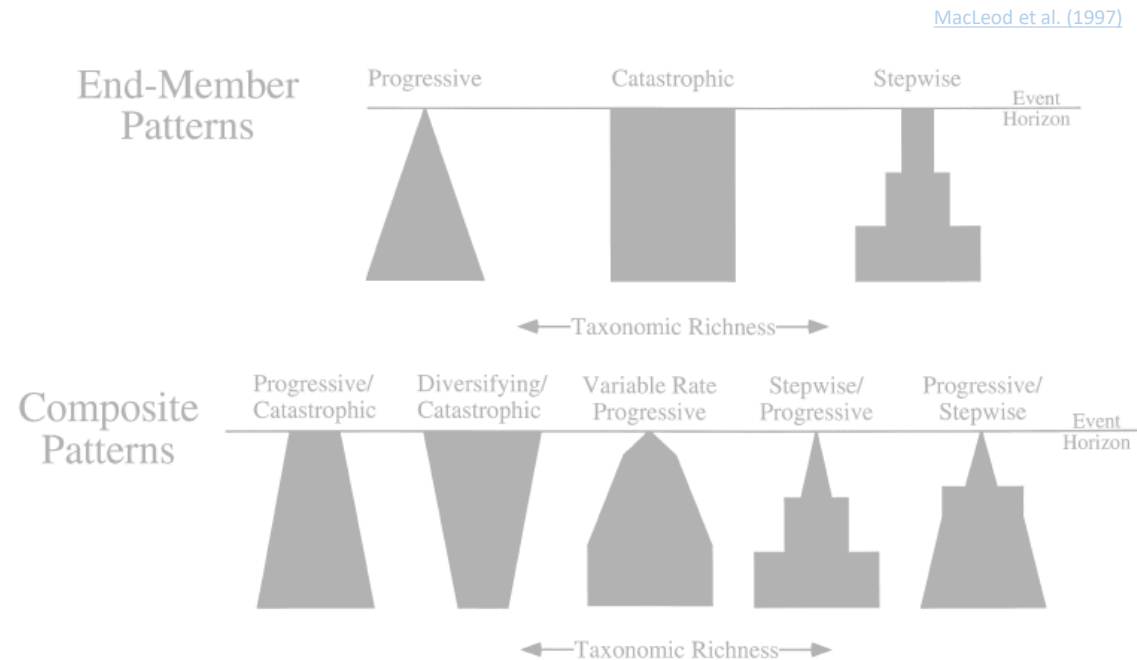 MacLeod et al. (1997)
End-Member
Patterns
Progressive
Catastrophic
Stepwise
Event
Horizon
Taxonomic Richness
Composite
Patterns
Progressive/
Catastrophic
Diversifying/
Catastrophic
Variable Rate
Progressive
Stepwise/
Progressive
Progressive/
Stepwise
Event
Horizon
Taxonomic Richness